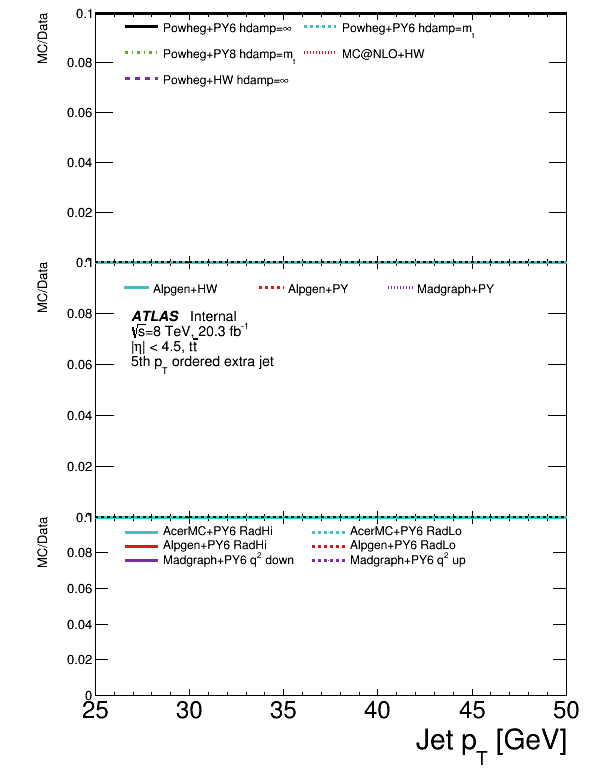 MC/Data
0.1
Powheg+PY6 hdamp=∞
Powheg+PY6 hdamp=mt
Powheg+PY8 hdamp=mt
MC@NLO+HW
Powheg+HW hdamp=∞
0.08
0.06
0.04
0.02
MC/Data
0.1
Alpgen+HW
Alpgen+PY
Madgraph+PY
ATLAS Internal
√s=8 TeV, 20.3 fb-1
|η| < 4.5, tt̅
5th pT ordered extra jet
0.08
0.06
0.04
0.02
MC/Data
0.1
AcerMC+PY6 RadHi
AcerMC+PY6 RadLo
Alpgen+PY6 RadHi
Alpgen+PY6 RadLo
Madgraph+PY6 q2 down
Madgraph+PY6 q2 up
0.08
0.06
0.04
0.02
0
25 30 35 40 45 50
Jet pT [GeV]